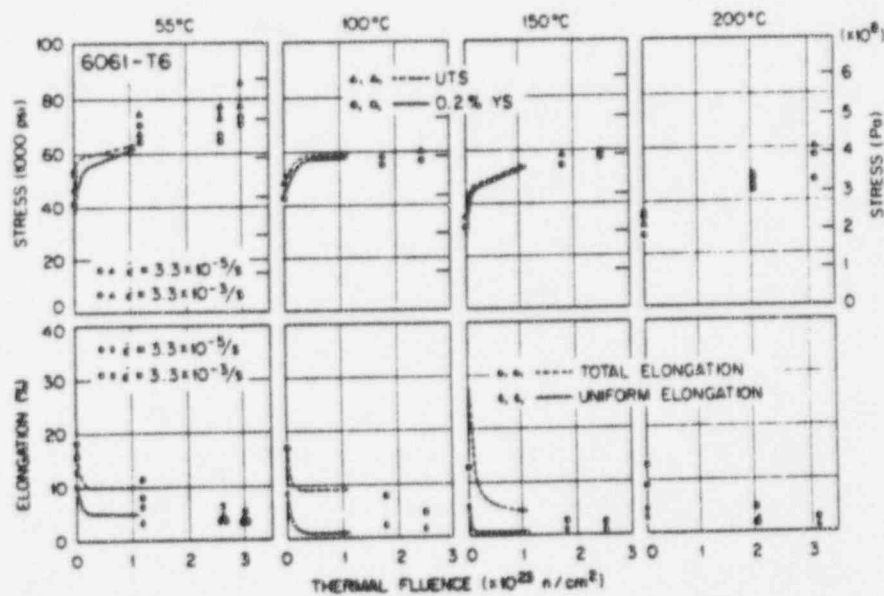 55°C 100°C 150°C 200°C
(×10⁸)
6061-T6
UTS
0.2% YS
STRESS (1000 psi)
100
80
60
40
20
0
STRESS (Pa)
6
5
4
3
2
1
0
ε̇ = 3.3×10⁻⁵/s
ε̇ = 3.3×10⁻³/s
ELONGATION (%)
40
30
20
10
0
ε̇ = 3.3×10⁻⁵/s
ε̇ = 3.3×10⁻³/s
TOTAL ELONGATION
UNIFORM ELONGATION
0 1 2 3 0 1 2 3 0 1 2 3 0 1 2 3
THERMAL FLUENCE (×10²³ n/cm²)